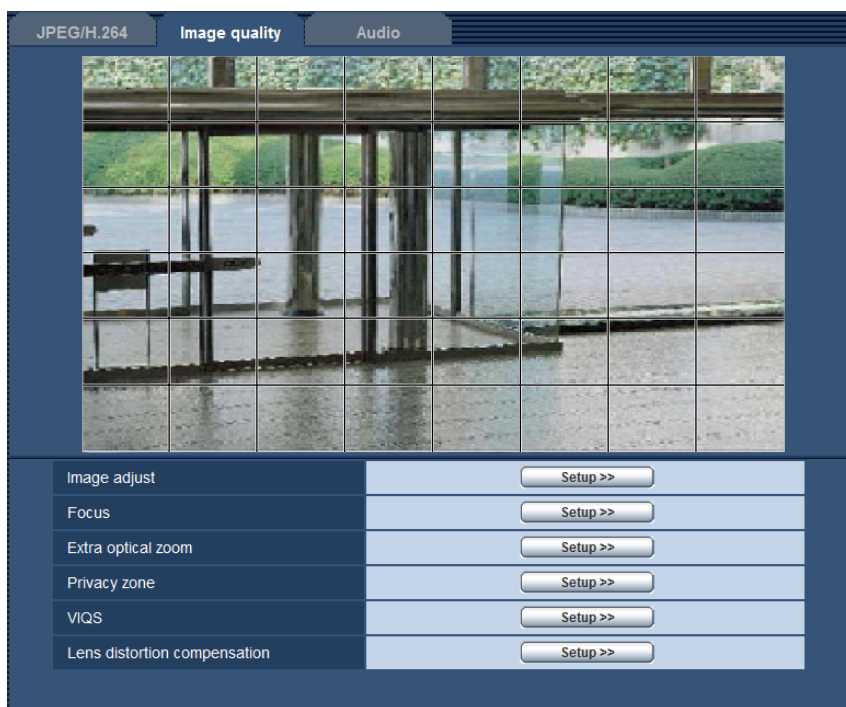 JPEG/H.264 Image quality Audio
Image adjust Setup >>
Focus Setup >>
Extra optical zoom Setup >>
Privacy zone Setup >>
VIQS Setup >>
Lens distortion compensation Setup >>